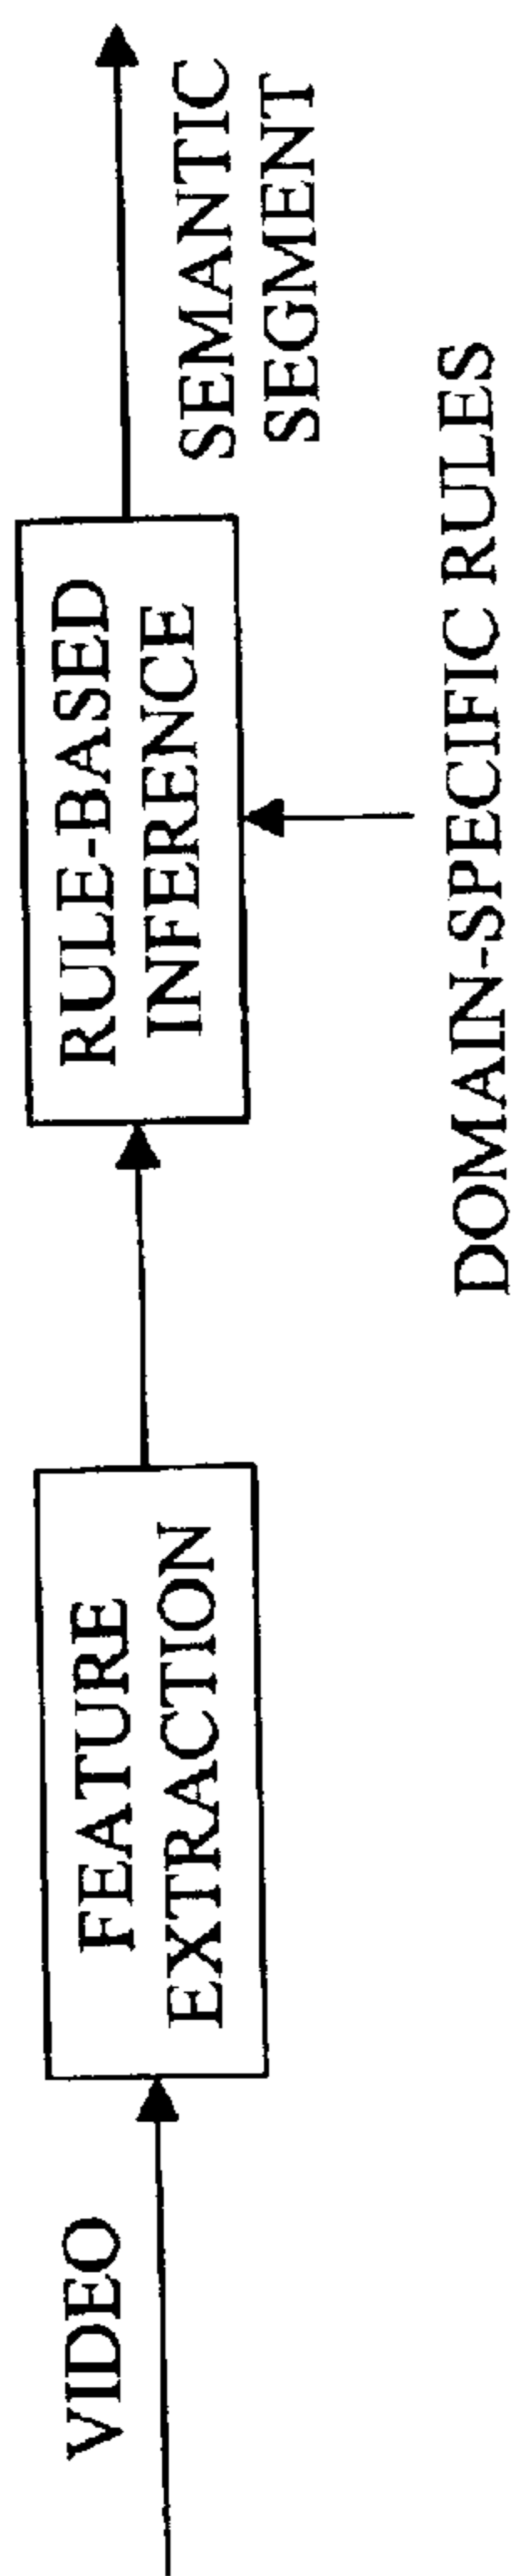 VIDEO
FEATURE
EXTRACTION
RULE-BASED
INFERENCE
SEMANTIC
SEGMENT
DOMAIN-SPECIFIC RULES